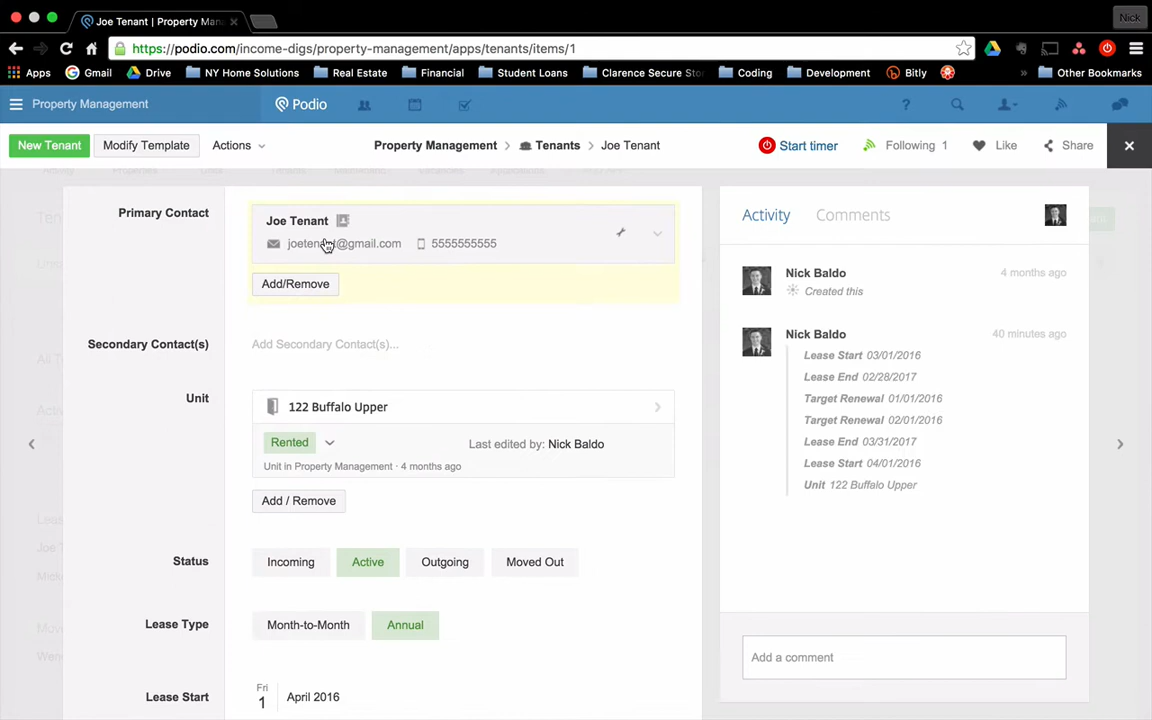 Joe Tenant | Property Man
Nick
https://podio.com/income-digs/property-management/apps/tenants/items/1
Apps Gmail Drive NY Home Solutions Real Estate Financial Student Loans Clarence Secure Stor Coding Development Bitly » Other Bookmarks
Property Management Podio ?
New Tenant Modify Template Actions Property Management > Tenants > Joe Tenant Start timer Following 1 Like Share
Primary Contact
Joe Tenant
joetenant@gmail.com 5555555555
Add/Remove
Secondary Contact(s) Add Secondary Contact(s)...
Unit
122 Buffalo Upper
Rented Last edited by: Nick Baldo
Unit in Property Management · 4 months ago
Add / Remove
Status Incoming Active Outgoing Moved Out
Lease Type Month-to-Month Annual
Lease Start Fri 1 April 2016
Activity Comments
Nick Baldo 4 months ago
Created this
Nick Baldo 40 minutes ago
Lease Start 03/01/2016
Lease End 02/28/2017
Target Renewal 01/01/2016
Target Renewal 02/01/2016
Lease End 03/31/2017
Lease Start 04/01/2016
Unit 122 Buffalo Upper
Add a comment